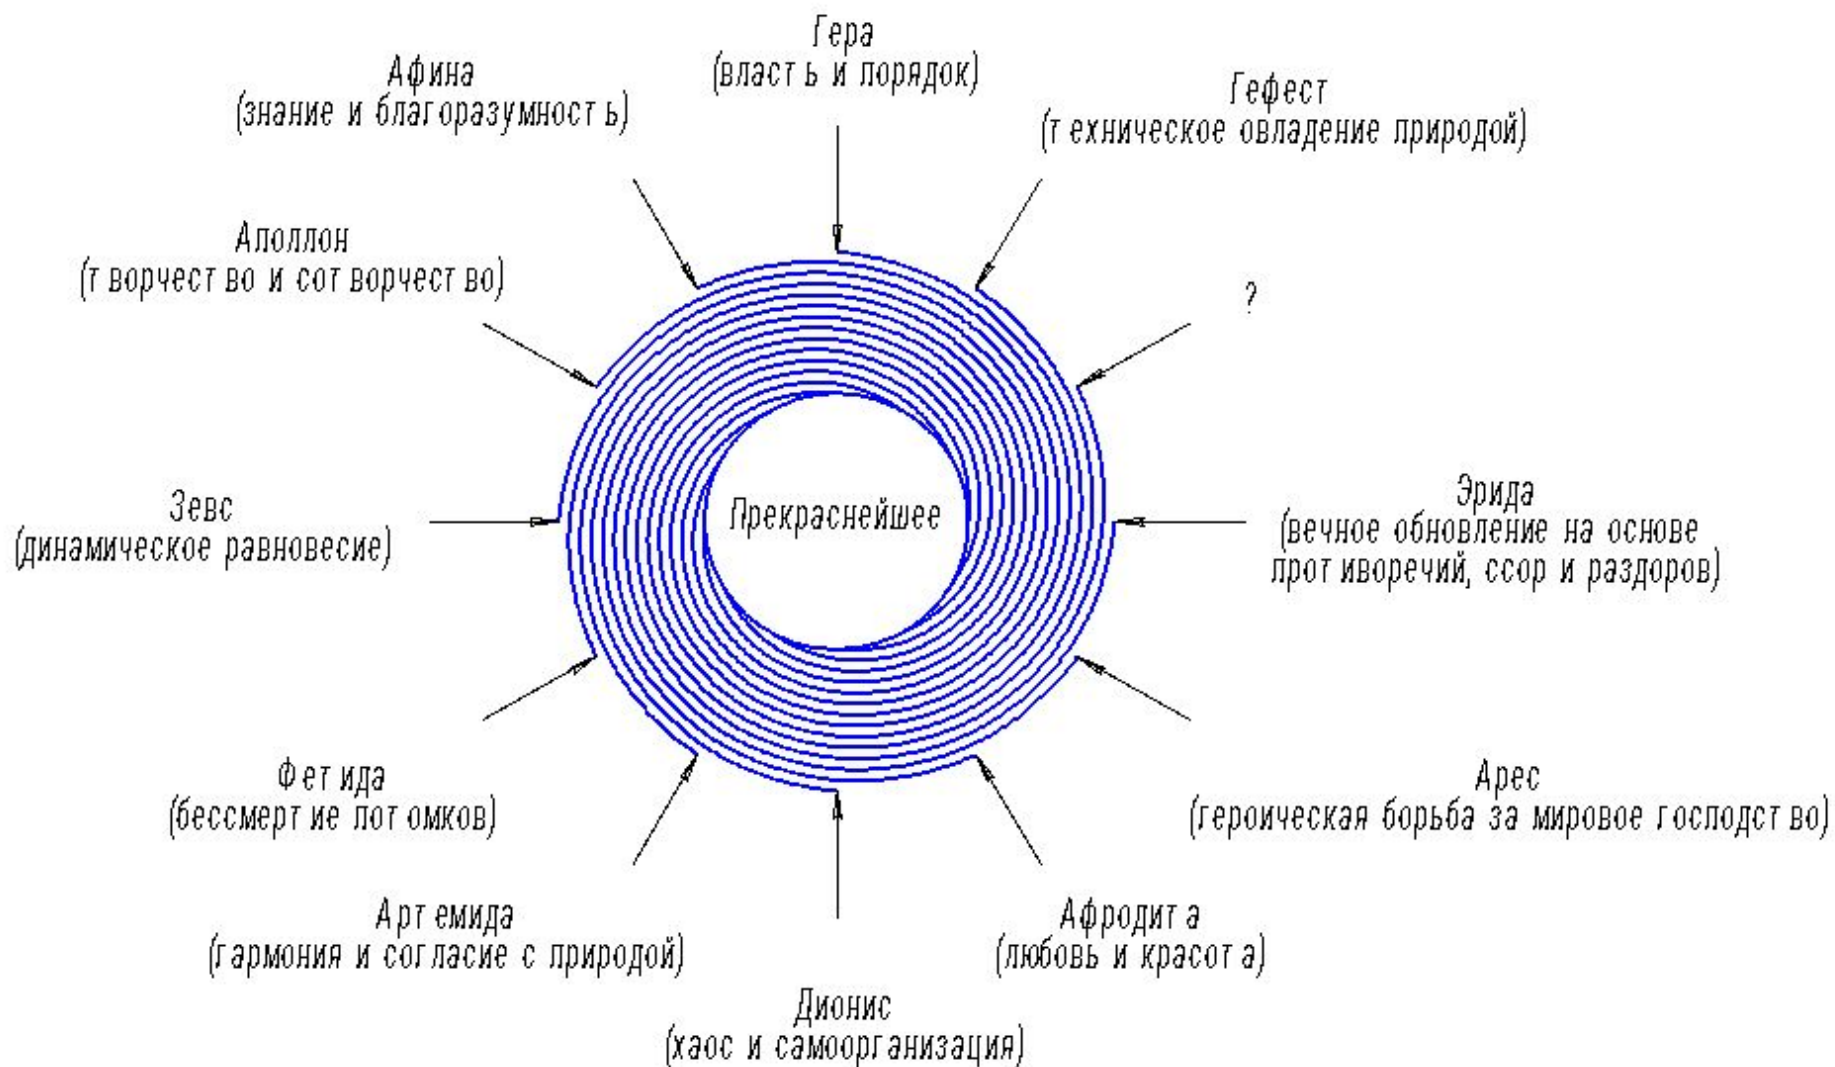 Гера
(власть и порядок)
Афина
(знание и благоразумность)
Гефест
(техническое овладение природой)
Аполлон
(творчество и сотворчество)
?
Зевс
(динамическое равновесие)
Прекраснейшее
Эрида
(вечное обновление на основе
противоречий, ссор и раздоров)
Фетида
(бессмертие потомков)
Арес
(героическая борьба за мировое господство)
Артемида
(гармония и согласие с природой)
Афродита
(любовь и красота)
Дионис
(хаос и самоорганизация)